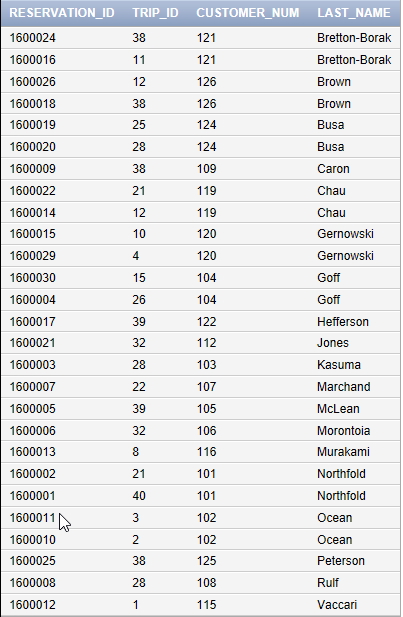 RESERVATION_ID TRIP_ID CUSTOMER_NUM LAST_NAME
1600024 38 121 Bretton-Borak
1600016 11 121 Bretton-Borak
1600026 12 126 Brown
1600018 38 126 Brown
1600019 25 124 Busa
1600020 28 124 Busa
1600009 38 109 Caron
1600022 21 119 Chau
1600014 12 119 Chau
1600015 10 120 Gernowski
1600029 4 120 Gernowski
1600030 15 104 Goff
1600004 26 104 Goff
1600017 39 122 Hefferson
1600021 32 112 Jones
1600003 28 103 Kasuma
1600007 22 107 Marchand
1600005 39 105 McLean
1600006 32 106 Morontoia
1600013 8 116 Murakami
1600002 21 101 Northfold
1600001 40 101 Northfold
1600011 3 102 Ocean
1600010 2 102 Ocean
1600025 38 125 Peterson
1600008 28 108 Rulf
1600012 1 115 Vaccari